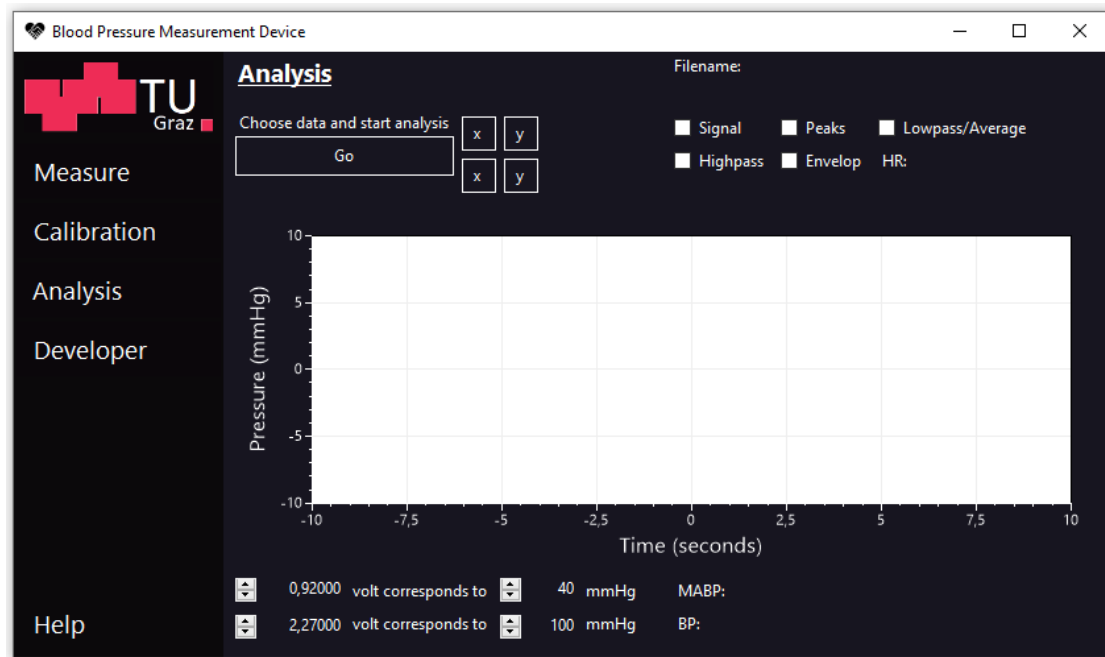 Blood Pressure Measurement Device
TU
Graz
Measure
Calibration
Analysis
Developer
Help
Analysis
Filename:
Choose data and start analysis
Go
x y
x y
Signal Peaks Lowpass/Average
Highpass Envelop HR:
Pressure (mmHg)
10
5
0
-5
-10
-10 -7,5 -5 -2,5 0 2,5 5 7,5 10
Time (seconds)
0,92000 volt corresponds to 40 mmHg MABP:
2,27000 volt corresponds to 100 mmHg BP: